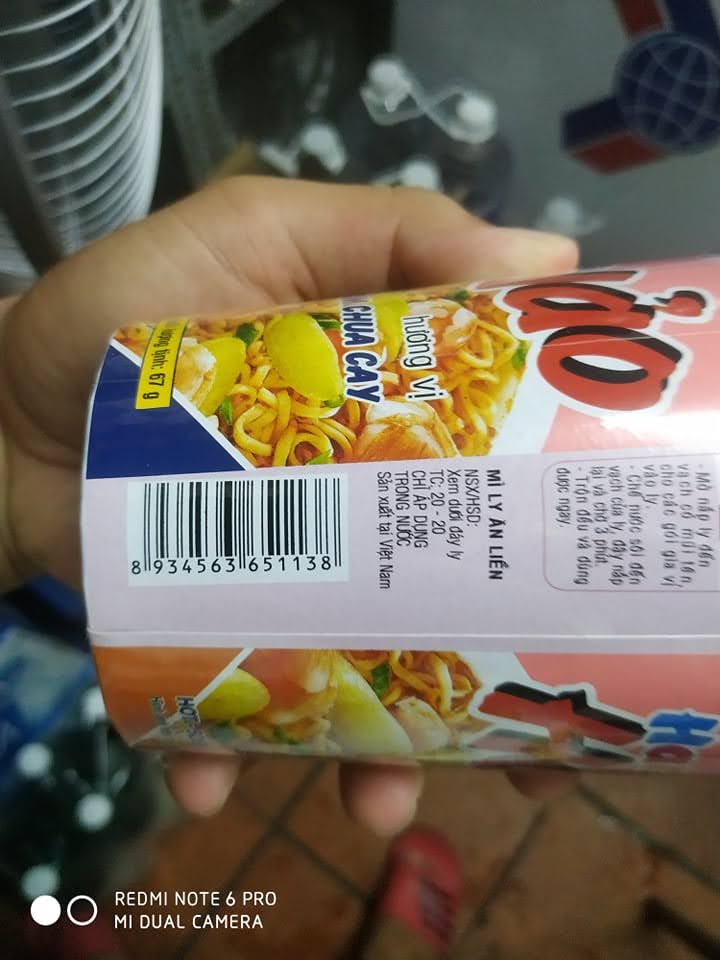 ảo
hương vị
CHUA CAY
lượng tịnh: 67 g
- Mở nắp ly đến
vạch có mũi tên,
cho các gói gia vị
vào ly.
- Chế nước sôi đến
vạch của ly, đậy nắp
lại và chờ 3 phút.
- Trộn đều và dùng
được ngay.
MÌ LY ĂN LIỀN
NSX/HSD:
Xem dưới đáy ly
TC: 20 - 20
CHỈ ÁP DỤNG
TRONG NƯỚC
Sản xuất tại Việt Nam
8 934563 651138
REDMI NOTE 6 PRO
MI DUAL CAMERA